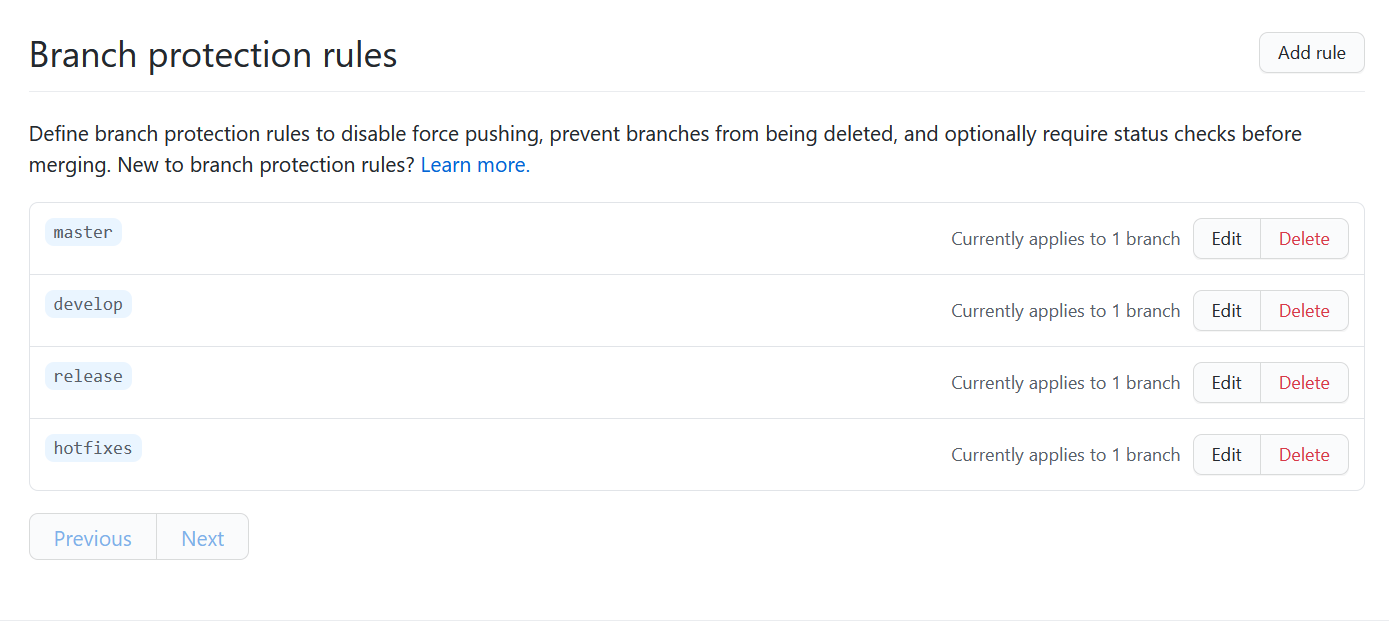 Branch protection rules
Add rule
Define branch protection rules to disable force pushing, prevent branches from being deleted, and optionally require status checks before
merging. New to branch protection rules? Learn more.
master
Currently applies to 1 branch
Edit
Delete
develop
Currently applies to 1 branch
Edit
Delete
release
Currently applies to 1 branch
Edit
Delete
hotfixes
Currently applies to 1 branch
Edit
Delete
Previous
Next